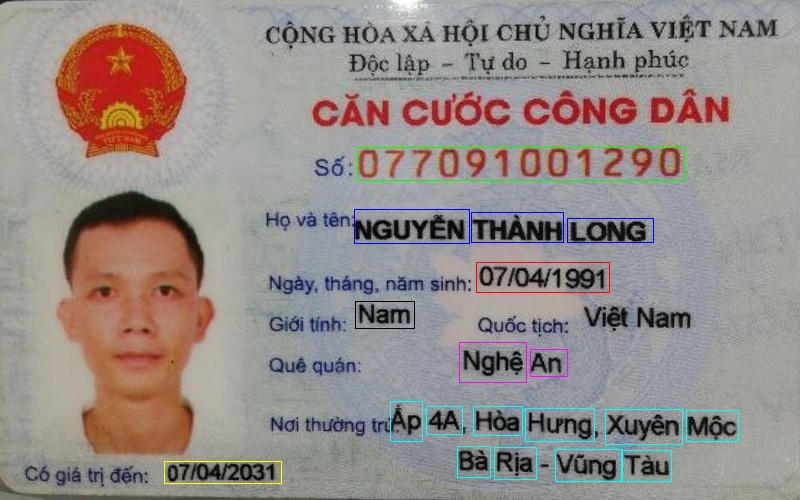 CỘNG HÒA XÃ HỘI CHỦ NGHĨA VIỆT NAM
Độc lập - Tự do - Hạnh phúc
CĂN CƯỚC CÔNG DÂN
Số: 077091001290
Họ và tên: NGUYỄN THÀNH LONG
Ngày, tháng, năm sinh: 07/04/1991
Giới tính: Nam Quốc tịch: Việt Nam
Quê quán: Nghệ An
Nơi thường trú: Ấp 4A, Hòa Hưng, Xuyên Mộc
Bà Rịa - Vũng Tàu
Có giá trị đến: 07/04/2031